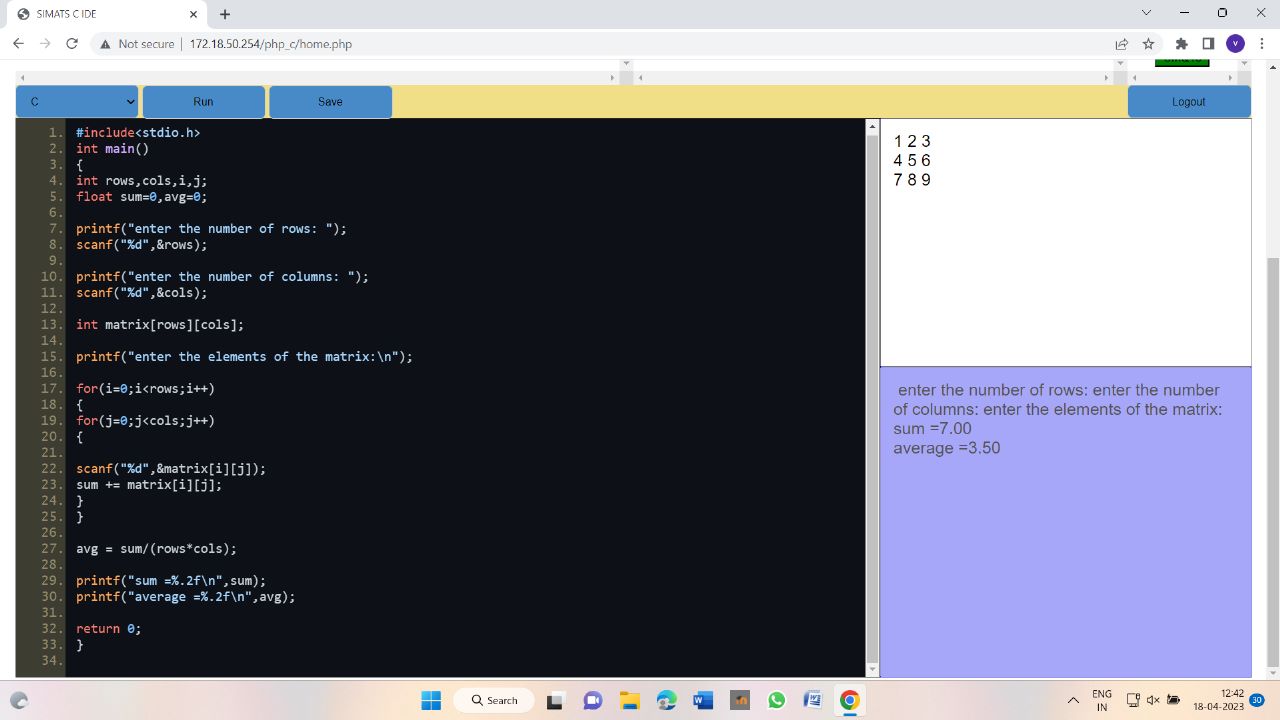 SIMATS C IDE
Not secure | 172.18.50.254/php_c/home.php
V
C Run Save Logout
1. #include<stdio.h>
2. int main()
3. {
4. int rows,cols,i,j;
5. float sum=0,avg=0;
6.
7. printf("enter the number of rows: ");
8. scanf("%d",&rows);
9.
10. printf("enter the number of columns: ");
11. scanf("%d",&cols);
12.
13. int matrix[rows][cols];
14.
15. printf("enter the elements of the matrix:\n");
16.
17. for(i=0;i<rows;i++)
18. {
19. for(j=0;j<cols;j++)
20. {
21.
22. scanf("%d",&matrix[i][j]);
23. sum += matrix[i][j];
24. }
25. }
26.
27. avg = sum/(rows*cols);
28.
29. printf("sum =%.2f\n",sum);
30. printf("average =%.2f\n",avg);
31.
32. return 0;
33. }
34.
1 2 3
4 5 6
7 8 9
enter the number of rows: enter the number
of columns: enter the elements of the matrix:
sum =7.00
average =3.50
Search
ENG
IN
12:42
18-04-2023
30